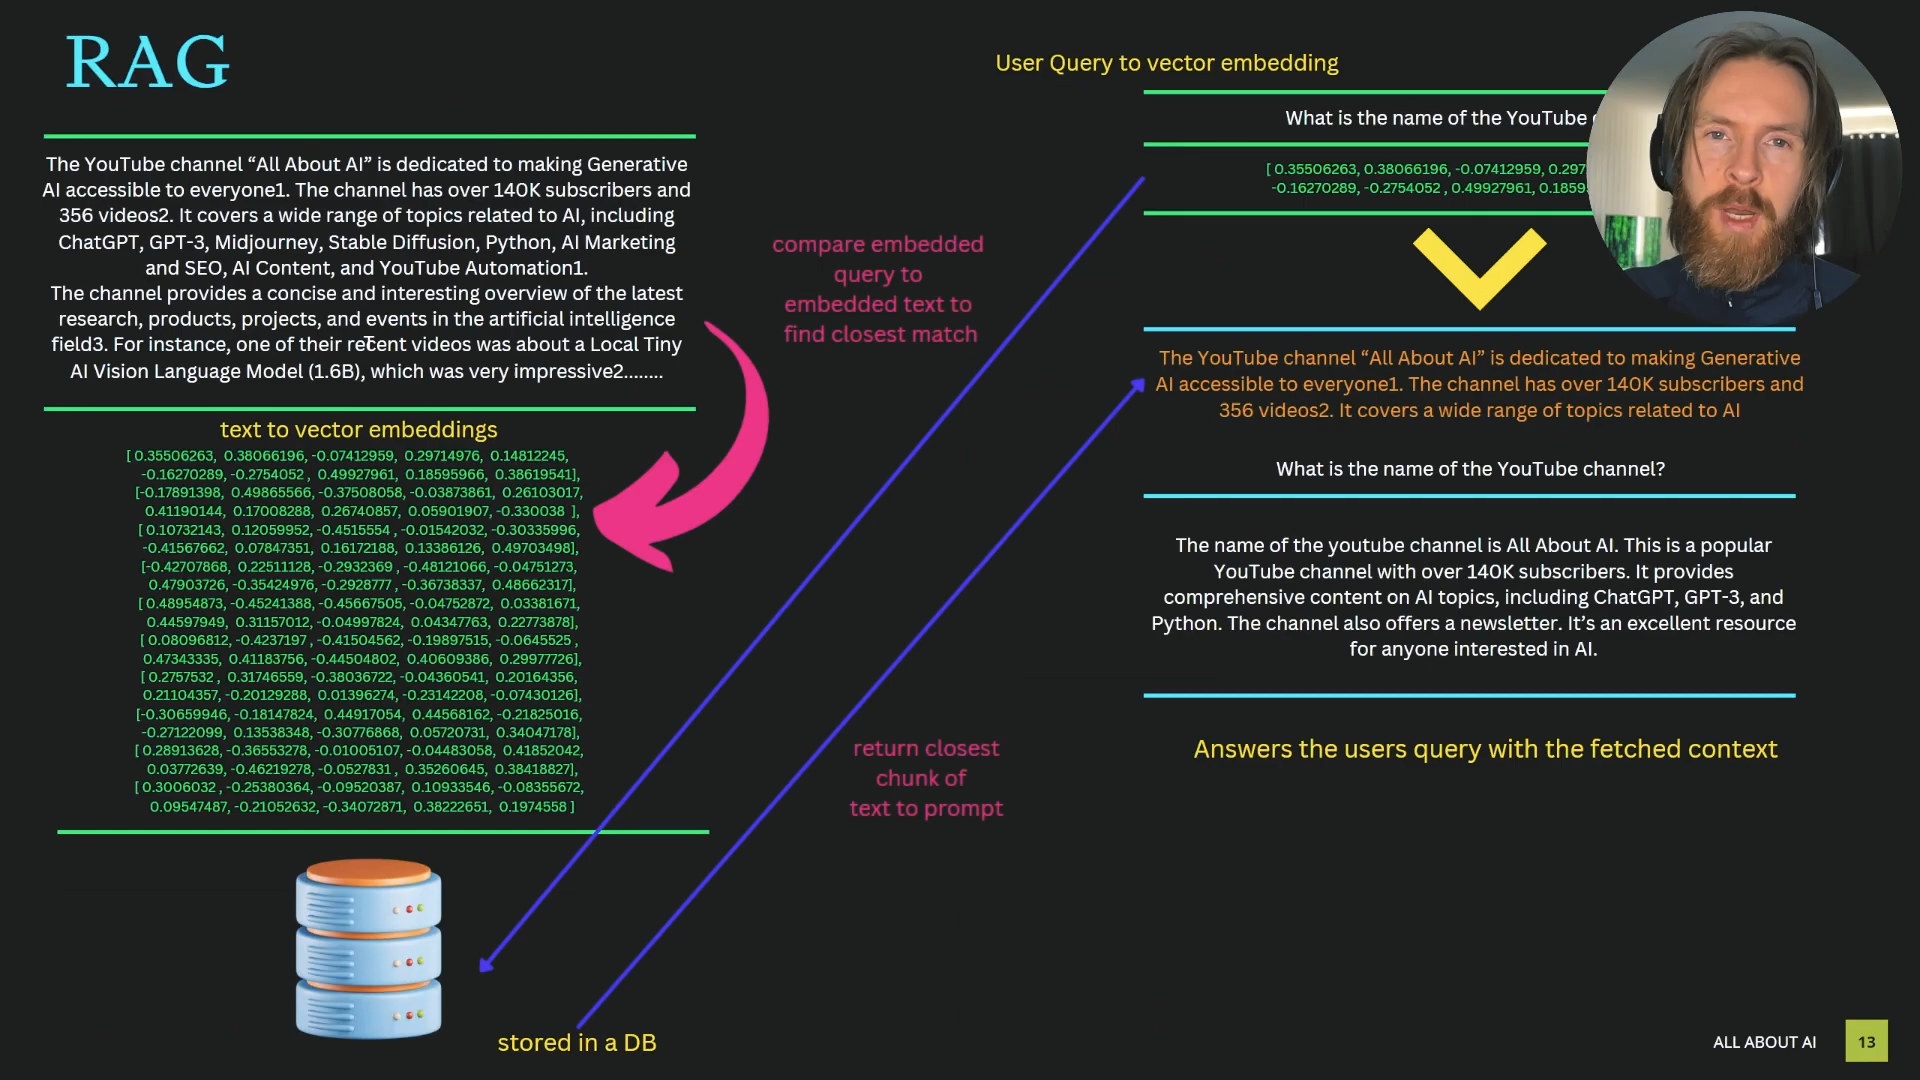 RAG
The YouTube channel “All About AI” is dedicated to making Generative
AI accessible to everyone1. The channel has over 140K subscribers and
356 videos2. It covers a wide range of topics related to AI, including
ChatGPT, GPT-3, Midjourney, Stable Diffusion, Python, AI Marketing
and SEO, AI Content, and YouTube Automation1.
The channel provides a concise and interesting overview of the latest
research, products, projects, and events in the artificial intelligence
field3. For instance, one of their recent videos was about a Local Tiny
AI Vision Language Model (1.6B), which was very impressive2........
text to vector embeddings
[ 0.35506263, 0.38066196, -0.07412959, 0.29714976, 0.14812245,
-0.16270289, -0.2754052 , 0.49927961, 0.18595966, 0.38619541],
[-0.17891398, 0.49865566, -0.37508058, -0.03873861, 0.26103017,
0.41190144, 0.17008288, 0.26740857, 0.05901907, -0.330038 ],
[ 0.10732143, 0.12059952, -0.4515554 , -0.01542032, -0.30335996,
-0.41567662, 0.07847351, 0.16172188, 0.13386126, 0.49703498],
[-0.42707868, 0.22511128, -0.2932369 , -0.48121066, -0.04751273,
0.47903726, -0.35424976, -0.2928777 , -0.36738337, 0.48662317],
[ 0.48954873, -0.45241388, -0.45667505, -0.04752872, 0.03381671,
0.44597949, 0.31157012, -0.04997824, 0.04347763, 0.22773878],
[ 0.08096812, -0.4237197 , -0.41504562, -0.19897515, -0.0645525 ,
0.47343335, 0.41183756, -0.44504802, 0.40609386, 0.29977726],
[ 0.2757532 , 0.31746559, -0.38036722, -0.04360541, 0.20164356,
0.21104357, -0.20129288, 0.01396274, -0.23142208, -0.07430126],
[-0.30659946, -0.18147824, 0.44917054, 0.44568162, -0.21825016,
-0.27122099, 0.13538348, -0.30776868, 0.05720731, 0.34047178],
[ 0.28913628, -0.36553278, -0.01005107, -0.04483058, 0.41852042,
0.03772639, -0.46219278, -0.0527831 , 0.35260645, 0.38418827],
[ 0.3006032 , -0.25380364, -0.09520387, 0.10933546, -0.08355672,
0.09547487, -0.21052632, -0.34072871, 0.38222651, 0.1974558 ]
stored in a DB
compare embedded
query to
embedded text to
find closest match
return closest
chunk of
text to prompt
User Query to vector embedding
What is the name of the YouTube
[ 0.35506263, 0.38066196, -0.07412959, 0.297
-0.16270289, -0.2754052 , 0.49927961, 0.1859
The YouTube channel “All About AI” is dedicated to making Generative
AI accessible to everyone1. The channel has over 140K subscribers and
356 videos2. It covers a wide range of topics related to AI
What is the name of the YouTube channel?
The name of the youtube channel is All About AI. This is a popular
YouTube channel with over 140K subscribers. It provides
comprehensive content on AI topics, including ChatGPT, GPT-3, and
Python. The channel also offers a newsletter. It’s an excellent resource
for anyone interested in AI.
Answers the users query with the fetched context
ALL ABOUT AI
13